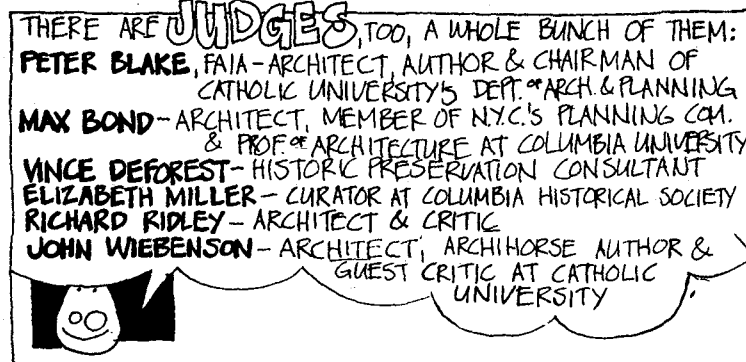 THERE ARE JUDGES, TOO, A WHOLE BUNCH OF THEM:
PETER BLAKE, FAIA-ARCHITECT, AUTHOR & CHAIRMAN OF
CATHOLIC UNIVERSITY'S DEPT. OF ARCH. & PLANNING
MAX BOND-ARCHITECT, MEMBER OF N.Y.C.'S PLANNING COM.
& PROF OF ARCHITECTURE AT COLUMBIA UNIVERSITY
VINCE DEFOREST-HISTORIC PRESERVATION CONSULTANT
ELIZABETH MILLER-CURATOR AT COLUMBIA HISTORICAL SOCIETY
RICHARD RIDLEY-ARCHITECT & CRITIC
JOHN WIEBENSON-ARCHITECT, ARCHIHORSE AUTHOR &
GUEST CRITIC AT CATHOLIC
UNIVERSITY